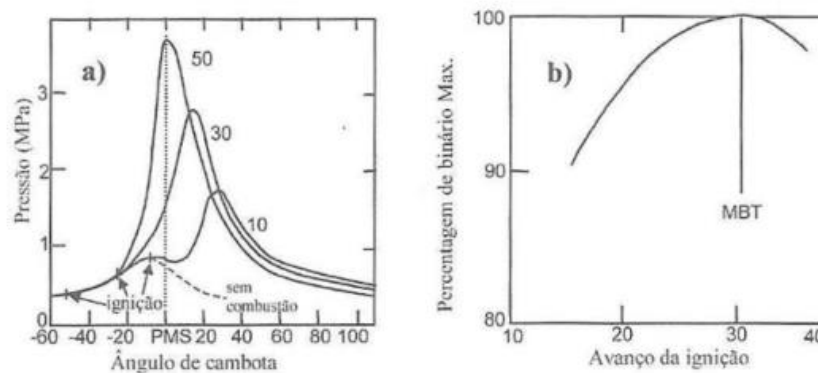 a)
50
30
10
3
2
1
0
Pressão (MPa)
ignição
sem
combustão
-60 -40 -20 PMS 20 40 60 80 100
Ângulo de cambota
b)
100
90
80
Percentagem de binário Max.
MBT
10 20 30 40
Avanço da ignição